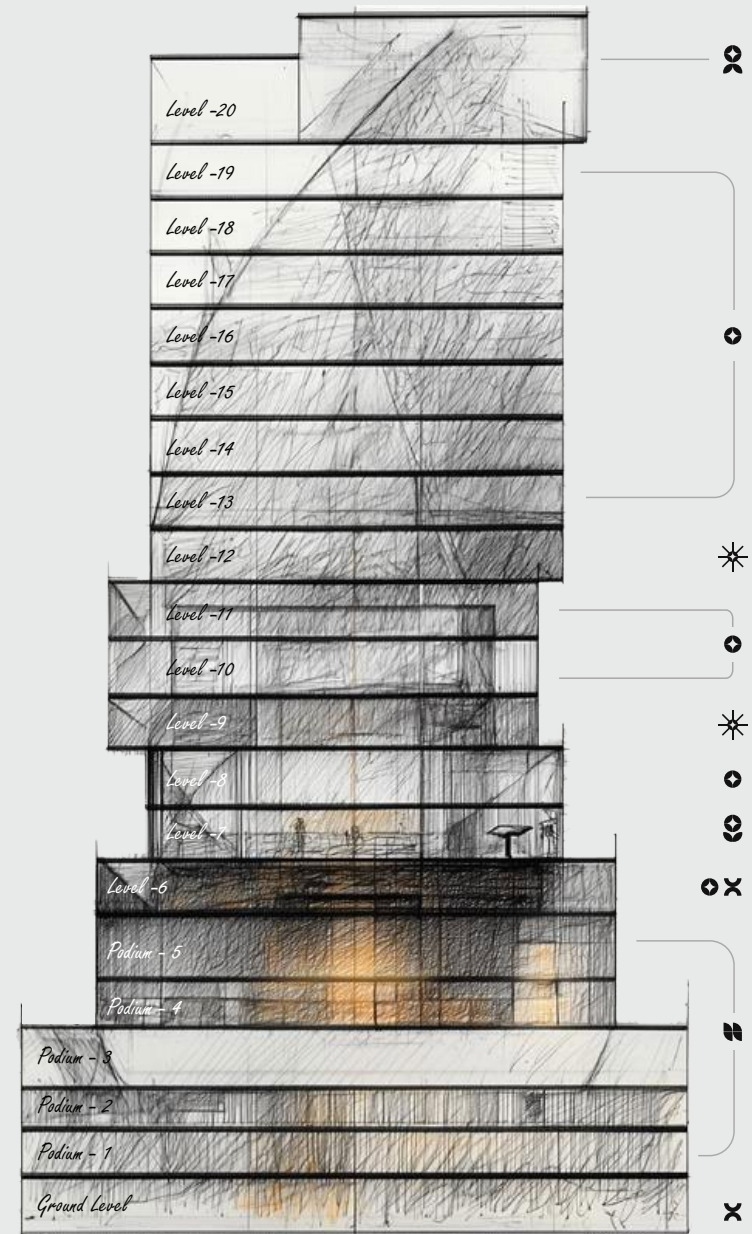 Level -20
Level -19
Level -18
Level -17
Level -16
Level -15
Level -14
Level -13
Level -12
Level -11
Level -10
Level -9
Level -8
Level -7
Level -6
Podium - 5
Podium - 4
Podium - 3
Podium - 2
Podium - 1
Ground Level